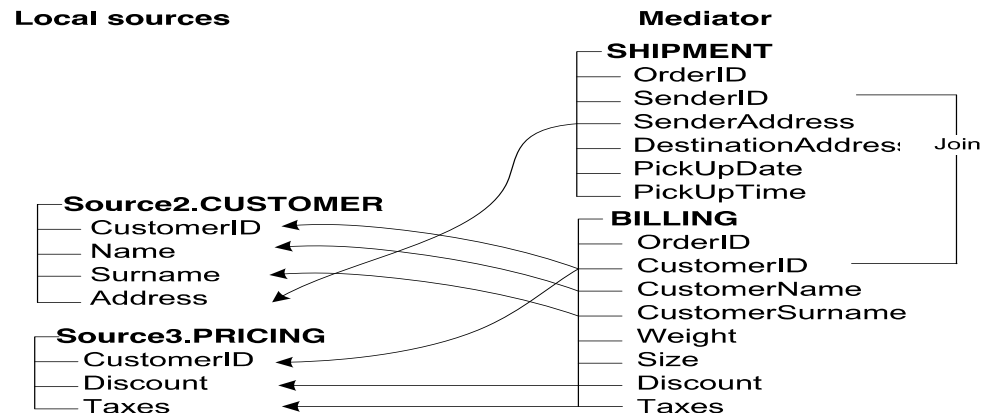 Local sources
Mediator
SHIPMENT
OrderID
SenderID
SenderAddress
DestinationAddres
Join
PickUpDate
PickUpTime
Source2.CUSTOMER
CustomerID
Name
Surname
Address
BILLING
OrderID
CustomerID
CustomerName
CustomerSurname
Weight
Size
Discount
Taxes
Source3.PRICING
CustomerID
Discount
Taxes